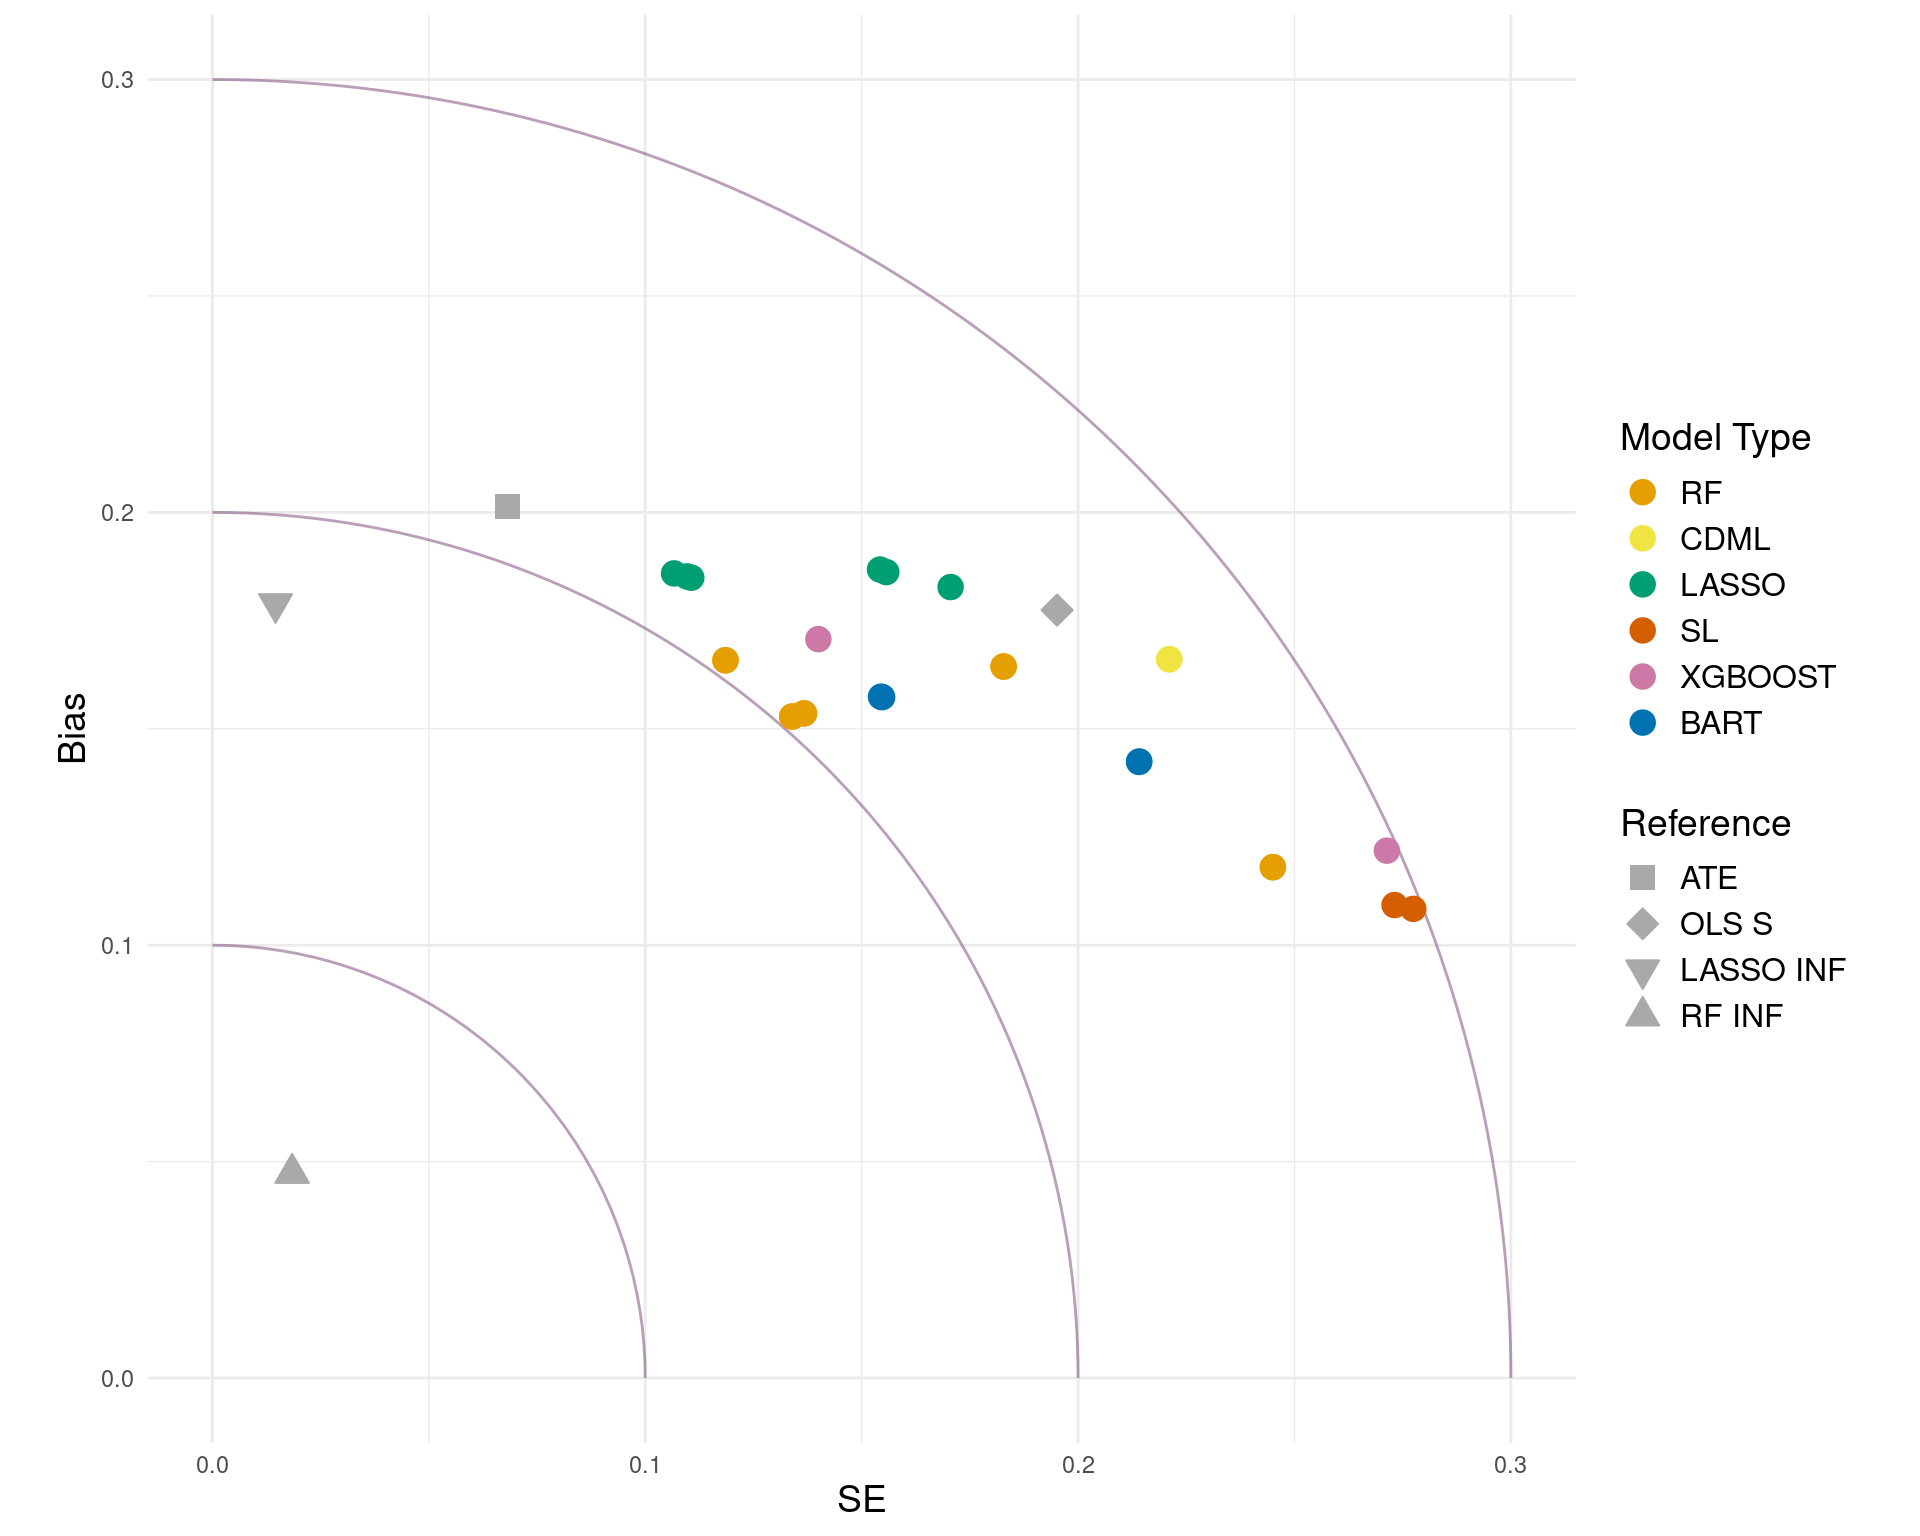 0.3
0.2
0.1
0.0
Bias
0.0
0.1
0.2
0.3
SE
Model Type
RF
CDML
LASSO
SL
XGBOOST
BART
Reference
ATE
OLS S
LASSO INF
RF INF